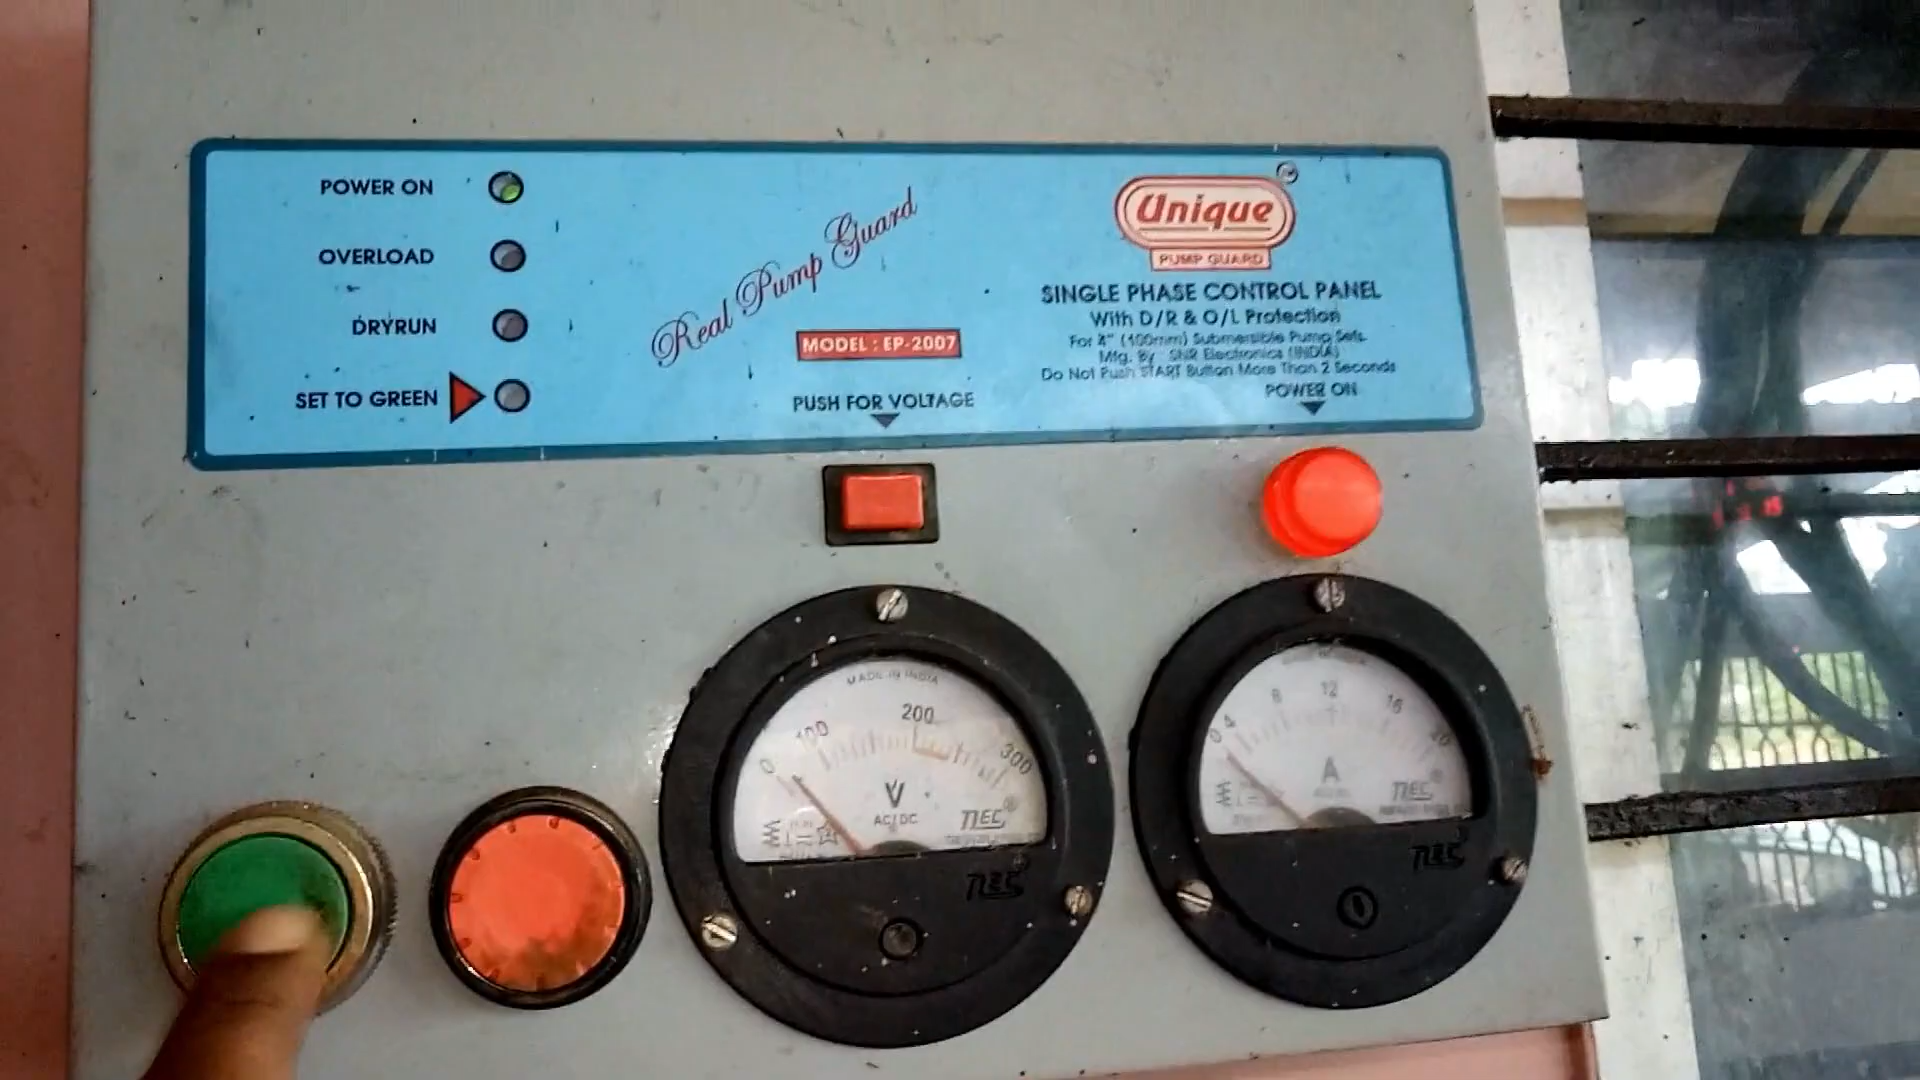 POWER ON
OVERLOAD
DRYRUN
SET TO GREEN
Real Pump Guard
MODEL : EP-2007
PUSH FOR VOLTAGE
Unique
PUMP GUARD
SINGLE PHASE CONTROL PANEL
With D/R & O/L Protection
For 4" (100mm) Submersible Pump Sets.
Mfg. By : SNR Electronics (INDIA)
Do Not Push START Button More Than 2 Seconds
POWER ON
MADE IN INDIA
0 100 200 300
V
AC/DC
nec®
nec®
0 4 8 12 16 20
A
nec®
nec